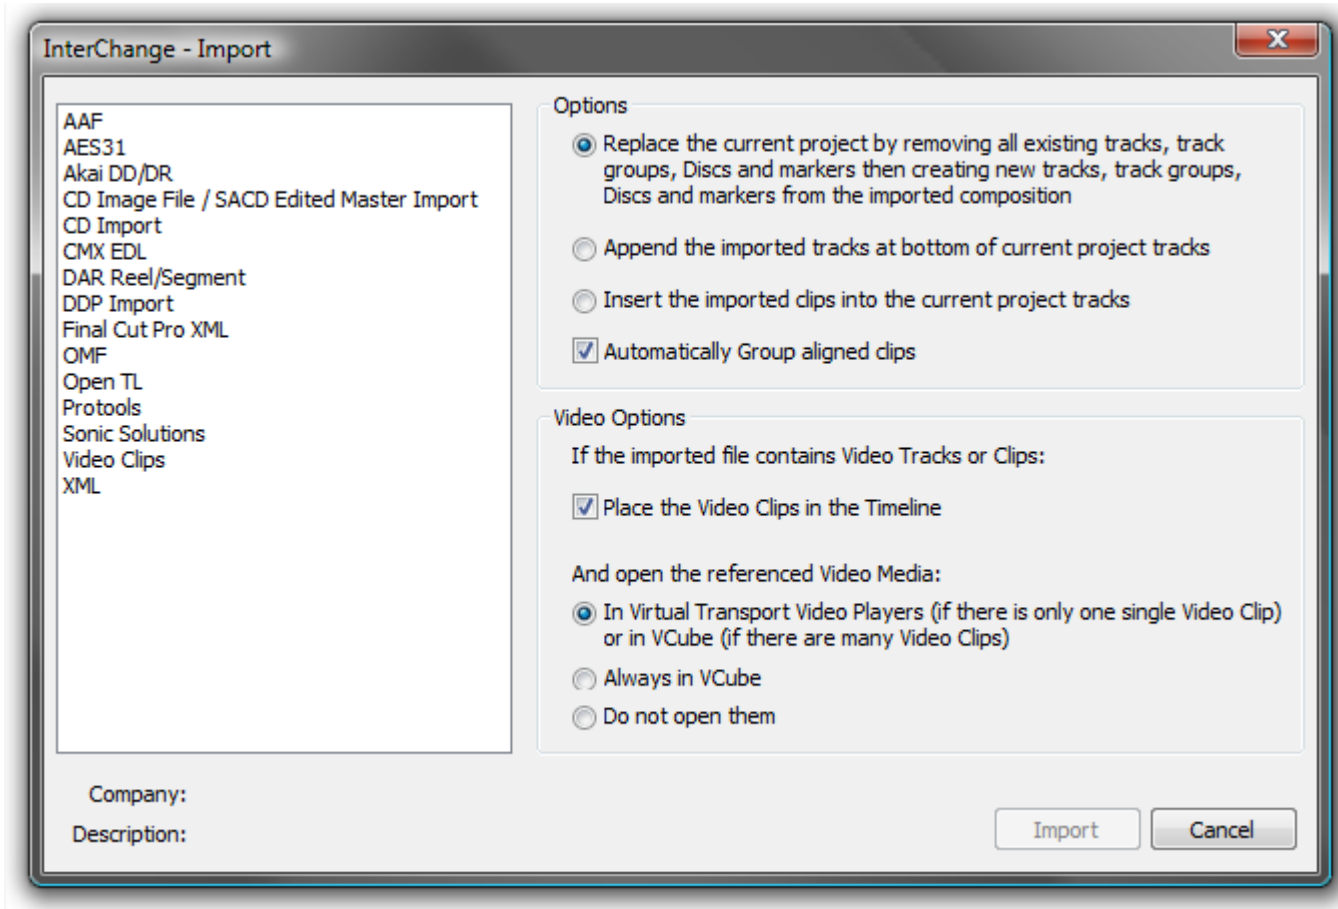 InterChange - Import
AAF
AES31
Akai DD/DR
CD Image File / SACD Edited Master Import
CD Import
CMX EDL
DAR Reel/Segment
DDP Import
Final Cut Pro XML
OMF
Open TL
Protools
Sonic Solutions
Video Clips
XML
Options
Replace the current project by removing all existing tracks, track
groups, Discs and markers then creating new tracks, track groups,
Discs and markers from the imported composition
Append the imported tracks at bottom of current project tracks
Insert the imported clips into the current project tracks
Automatically Group aligned clips
Video Options
If the imported file contains Video Tracks or Clips:
Place the Video Clips in the Timeline
And open the referenced Video Media:
In Virtual Transport Video Players (if there is only one single Video Clip)
or in VCube (if there are many Video Clips)
Always in VCube
Do not open them
Company:
Description:
Import
Cancel